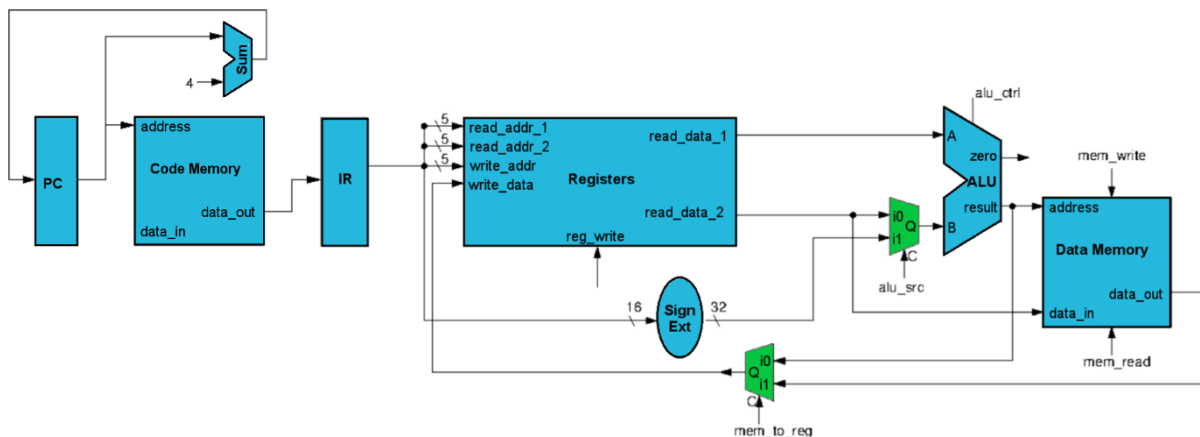 Sum
4
PC
address
Code Memory
data_out
data_in
IR
5
5
5
read_addr_1
read_addr_2
write_addr
write_data
Registers
read_data_1
read_data_2
reg_write
16
Sign
Ext
32
i0
i1
Q
C
alu_src
alu_ctrl
A
zero
ALU
result
B
mem_write
address
Data Memory
data_out
data_in
mem_read
i0
Q
i1
C
mem_to_reg